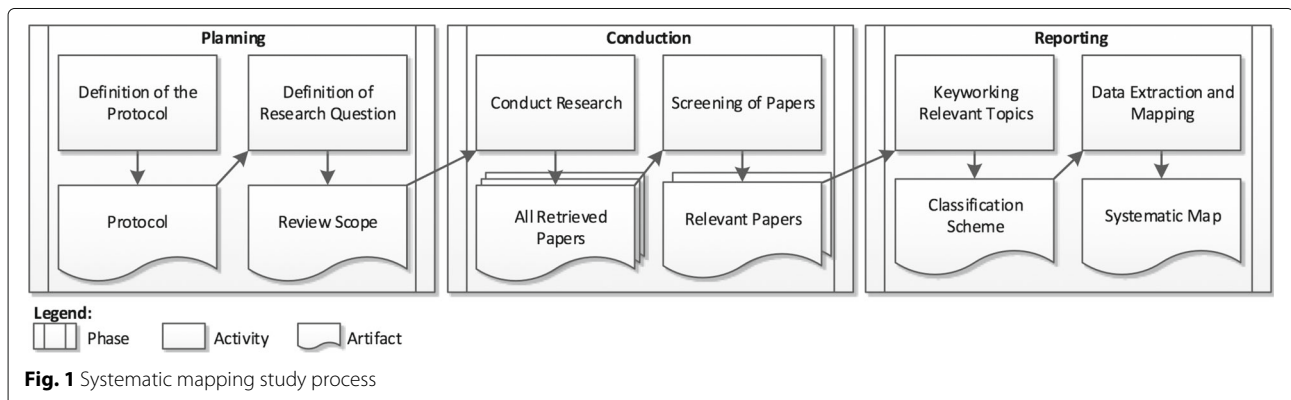 Planning
Definition of the
Protocol
Definition of
Research Question
Protocol
Review Scope
Conduction
Conduct Research
Screening of Papers
All Retrieved
Papers
Relevant Papers
Reporting
Keyworking
Relevant Topics
Data Extraction and
Mapping
Classification
Scheme
Systematic Map
Legend:
Phase
Activity
Artifact
Fig. 1 Systematic mapping study process